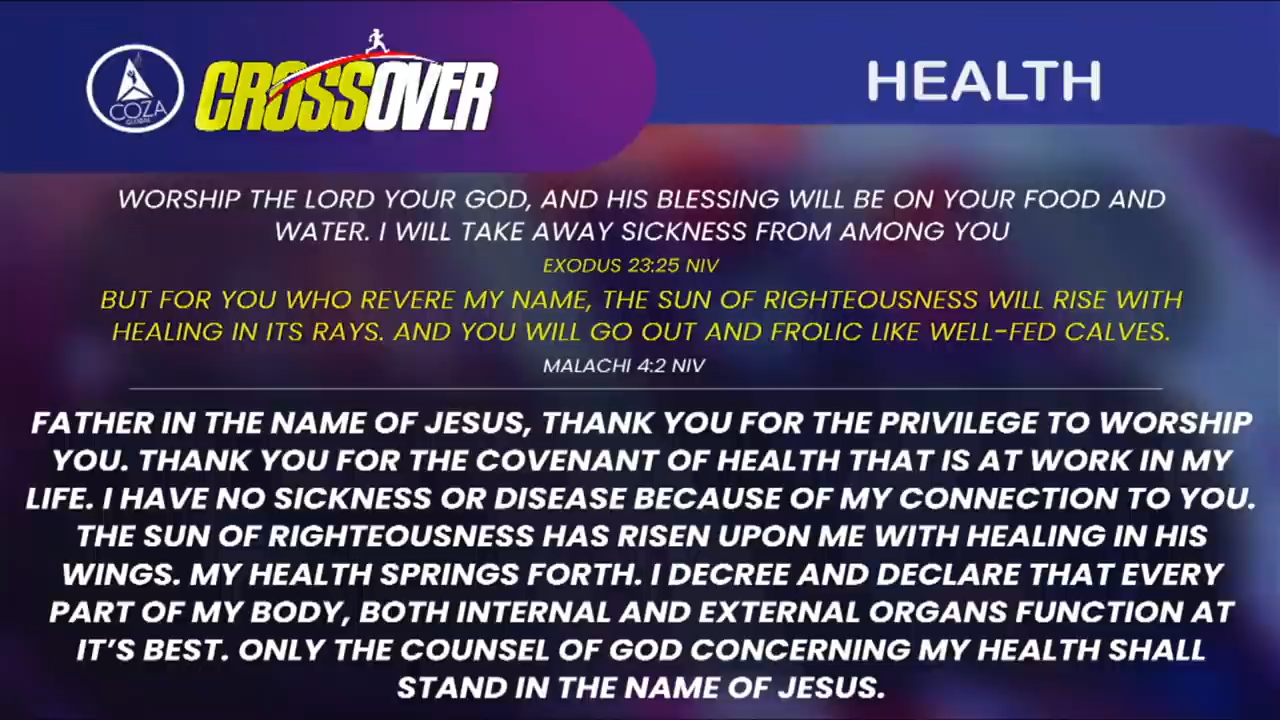 COZA
GLOBAL
CROSSOVER
HEALTH
WORSHIP THE LORD YOUR GOD, AND HIS BLESSING WILL BE ON YOUR FOOD AND
WATER. I WILL TAKE AWAY SICKNESS FROM AMONG YOU
EXODUS 23:25 NIV
BUT FOR YOU WHO REVERE MY NAME, THE SUN OF RIGHTEOUSNESS WILL RISE WITH
HEALING IN ITS RAYS. AND YOU WILL GO OUT AND FROLIC LIKE WELL-FED CALVES.
MALACHI 4:2 NIV
FATHER IN THE NAME OF JESUS, THANK YOU FOR THE PRIVILEGE TO WORSHIP
YOU. THANK YOU FOR THE COVENANT OF HEALTH THAT IS AT WORK IN MY
LIFE. I HAVE NO SICKNESS OR DISEASE BECAUSE OF MY CONNECTION TO YOU.
THE SUN OF RIGHTEOUSNESS HAS RISEN UPON ME WITH HEALING IN HIS
WINGS. MY HEALTH SPRINGS FORTH. I DECREE AND DECLARE THAT EVERY
PART OF MY BODY, BOTH INTERNAL AND EXTERNAL ORGANS FUNCTION AT
IT'S BEST. ONLY THE COUNSEL OF GOD CONCERNING MY HEALTH SHALL
STAND IN THE NAME OF JESUS.